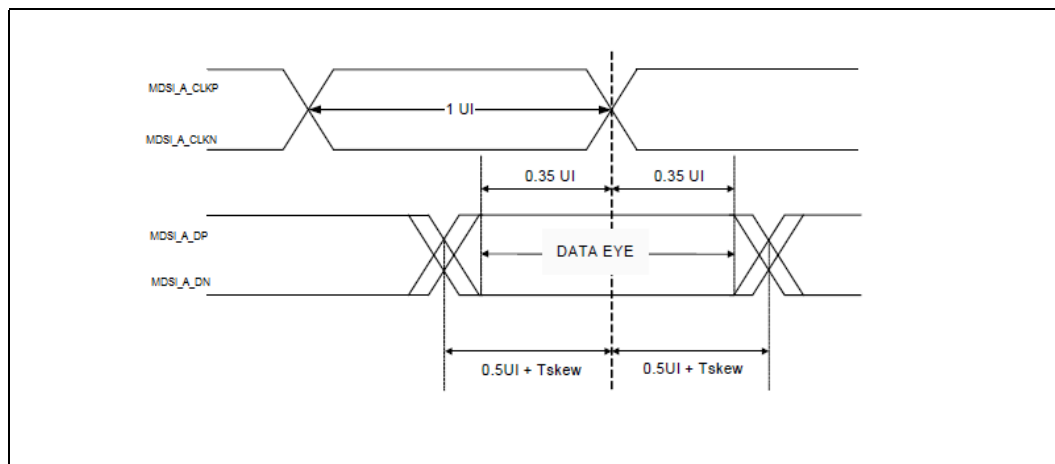 MDSI_A_CLKP
1 UI
MDSI_A_CLKN
0.35 UI 0.35 UI
MDSI_A_DP
DATA EYE
MDSI_A_DN
0.5UI + Tskew 0.5UI + Tskew